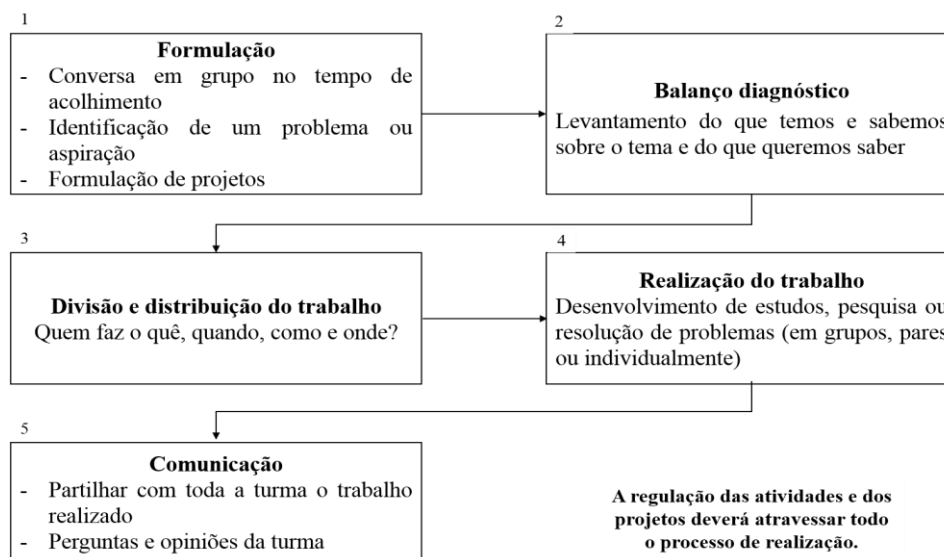 1
Formulação
- Conversa em grupo no tempo de
acolhimento
- Identificação de um problema ou
aspiração
- Formulação de projetos
2
Balanço diagnóstico
Levantamento do que temos e sabemos
sobre o tema e do que queremos saber
3
Divisão e distribuição do trabalho
Quem faz o quê, quando, como e onde?
4
Realização do trabalho
Desenvolvimento de estudos, pesquisa ou
resolução de problemas (em grupos, pares
ou individualmente)
5
Comunicação
- Partilhar com toda a turma o trabalho
realizado
- Perguntas e opiniões da turma
A regulação das atividades e dos
projetos deverá atravessar todo
o processo de realização.